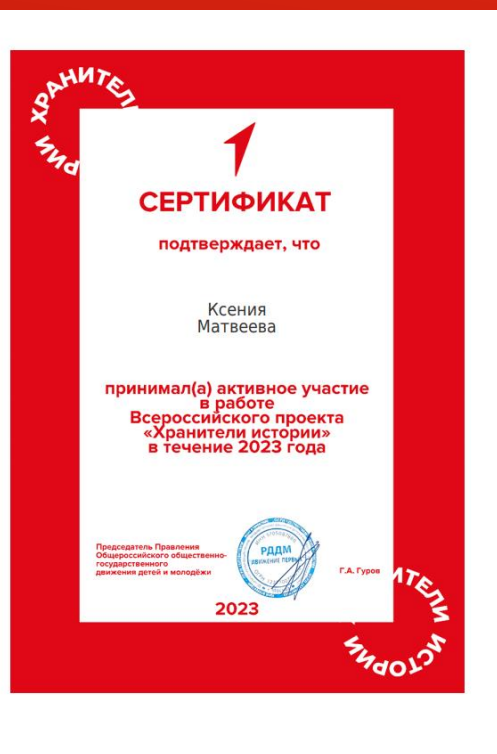 ХРАНИТЕЛИ ИСТОРИИ
СЕРТИФИКАТ
подтверждает, что
Ксения
Матвеева
принимал(а) активное участие
в работе
Всероссийского проекта
«Хранители истории»
в течение 2023 года
Председатель Правления
Общероссийского общественно-
государственного
движения детей и молодёжи
РДДМ
ДВИЖЕНИЕ ПЕРВЫХ
Г.А. Гуров
2023
ХРАНИТЕЛИ ИСТОРИИ